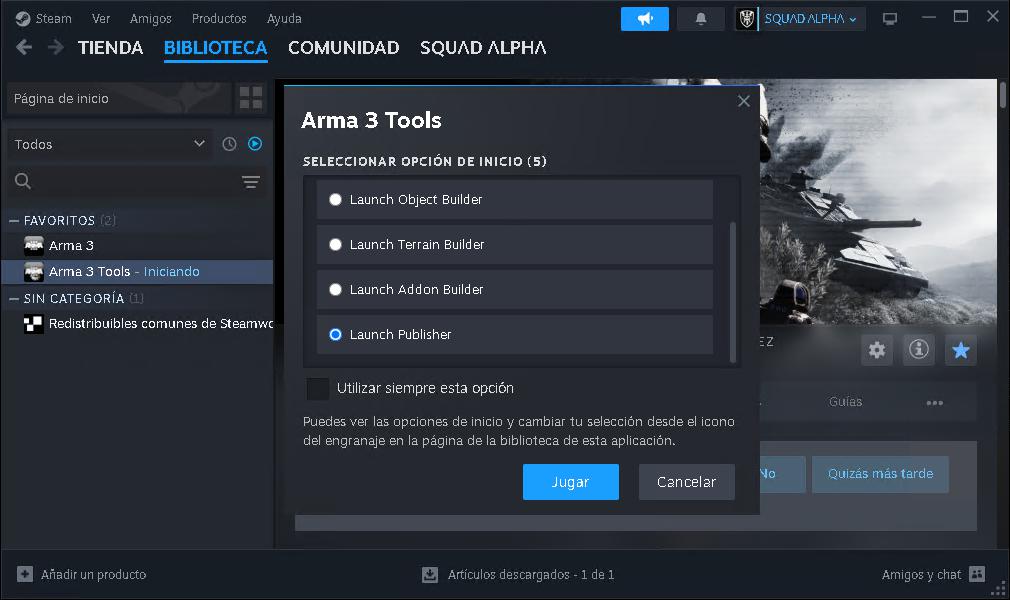 Steam Ver Amigos Productos Ayuda SQUAD ALPHA
TIENDA BIBLIOTECA COMUNIDAD SQUAD ALPHA
Página de inicio
Todos
FAVORITOS (2)
Arma 3
Arma 3 Tools - Iniciando
SIN CATEGORÍA (1)
Redistribuibles comunes de Steamwo
Arma 3 Tools
SELECCIONAR OPCIÓN DE INICIO (5)
Launch Object Builder
Launch Terrain Builder
Launch Addon Builder
Launch Publisher
Utilizar siempre esta opción
Puedes ver las opciones de inicio y cambiar tu selección desde el icono
del engranaje en la página de la biblioteca de esta aplicación.
Jugar Cancelar
EZ
Guías
No Quizás más tarde
Añadir un producto Artículos descargados - 1 de 1 Amigos y chat